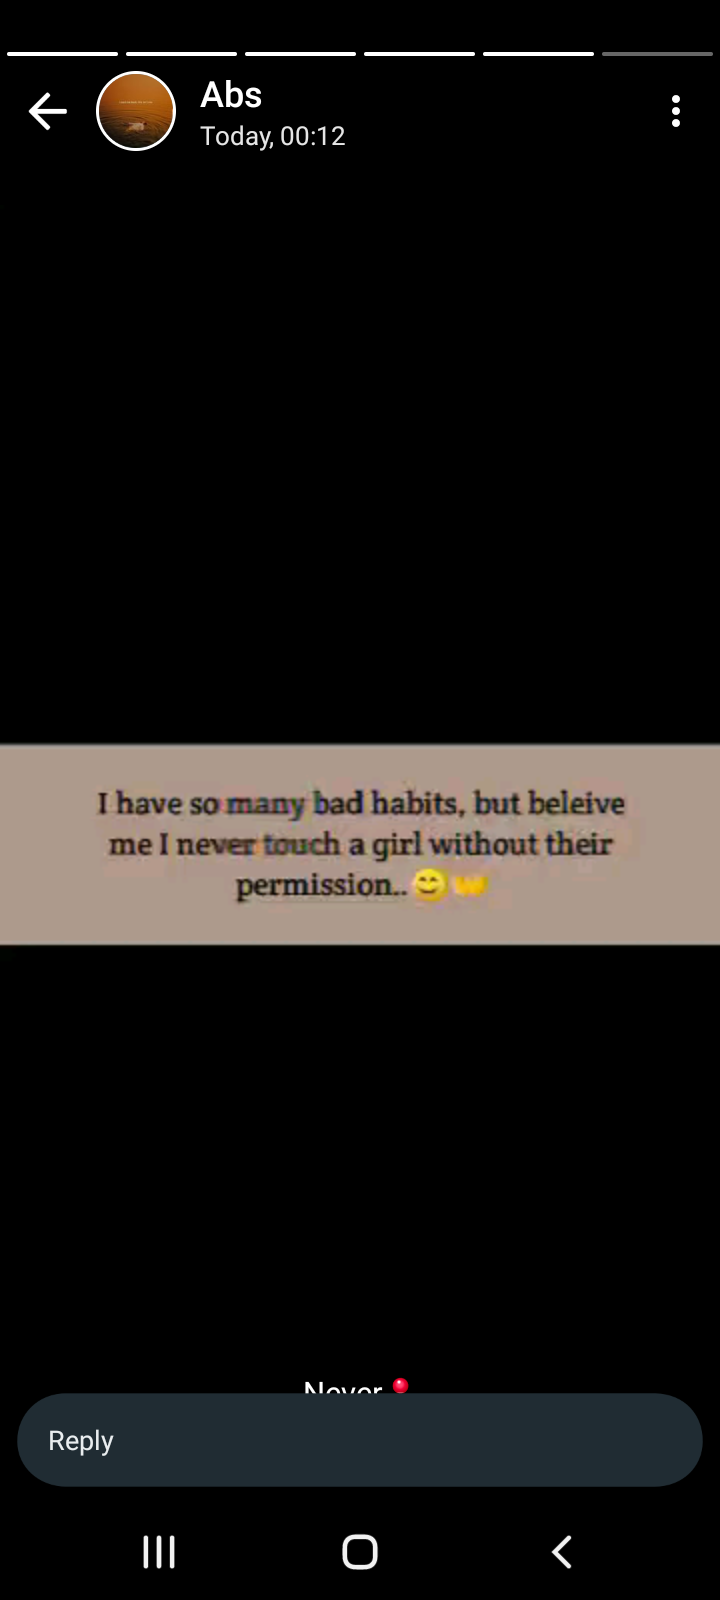 Abs
Today, 00:12
I have so many bad habits, but beleive
me I never touch a girl without their
permission.. 😊👐
Never 📍
Reply